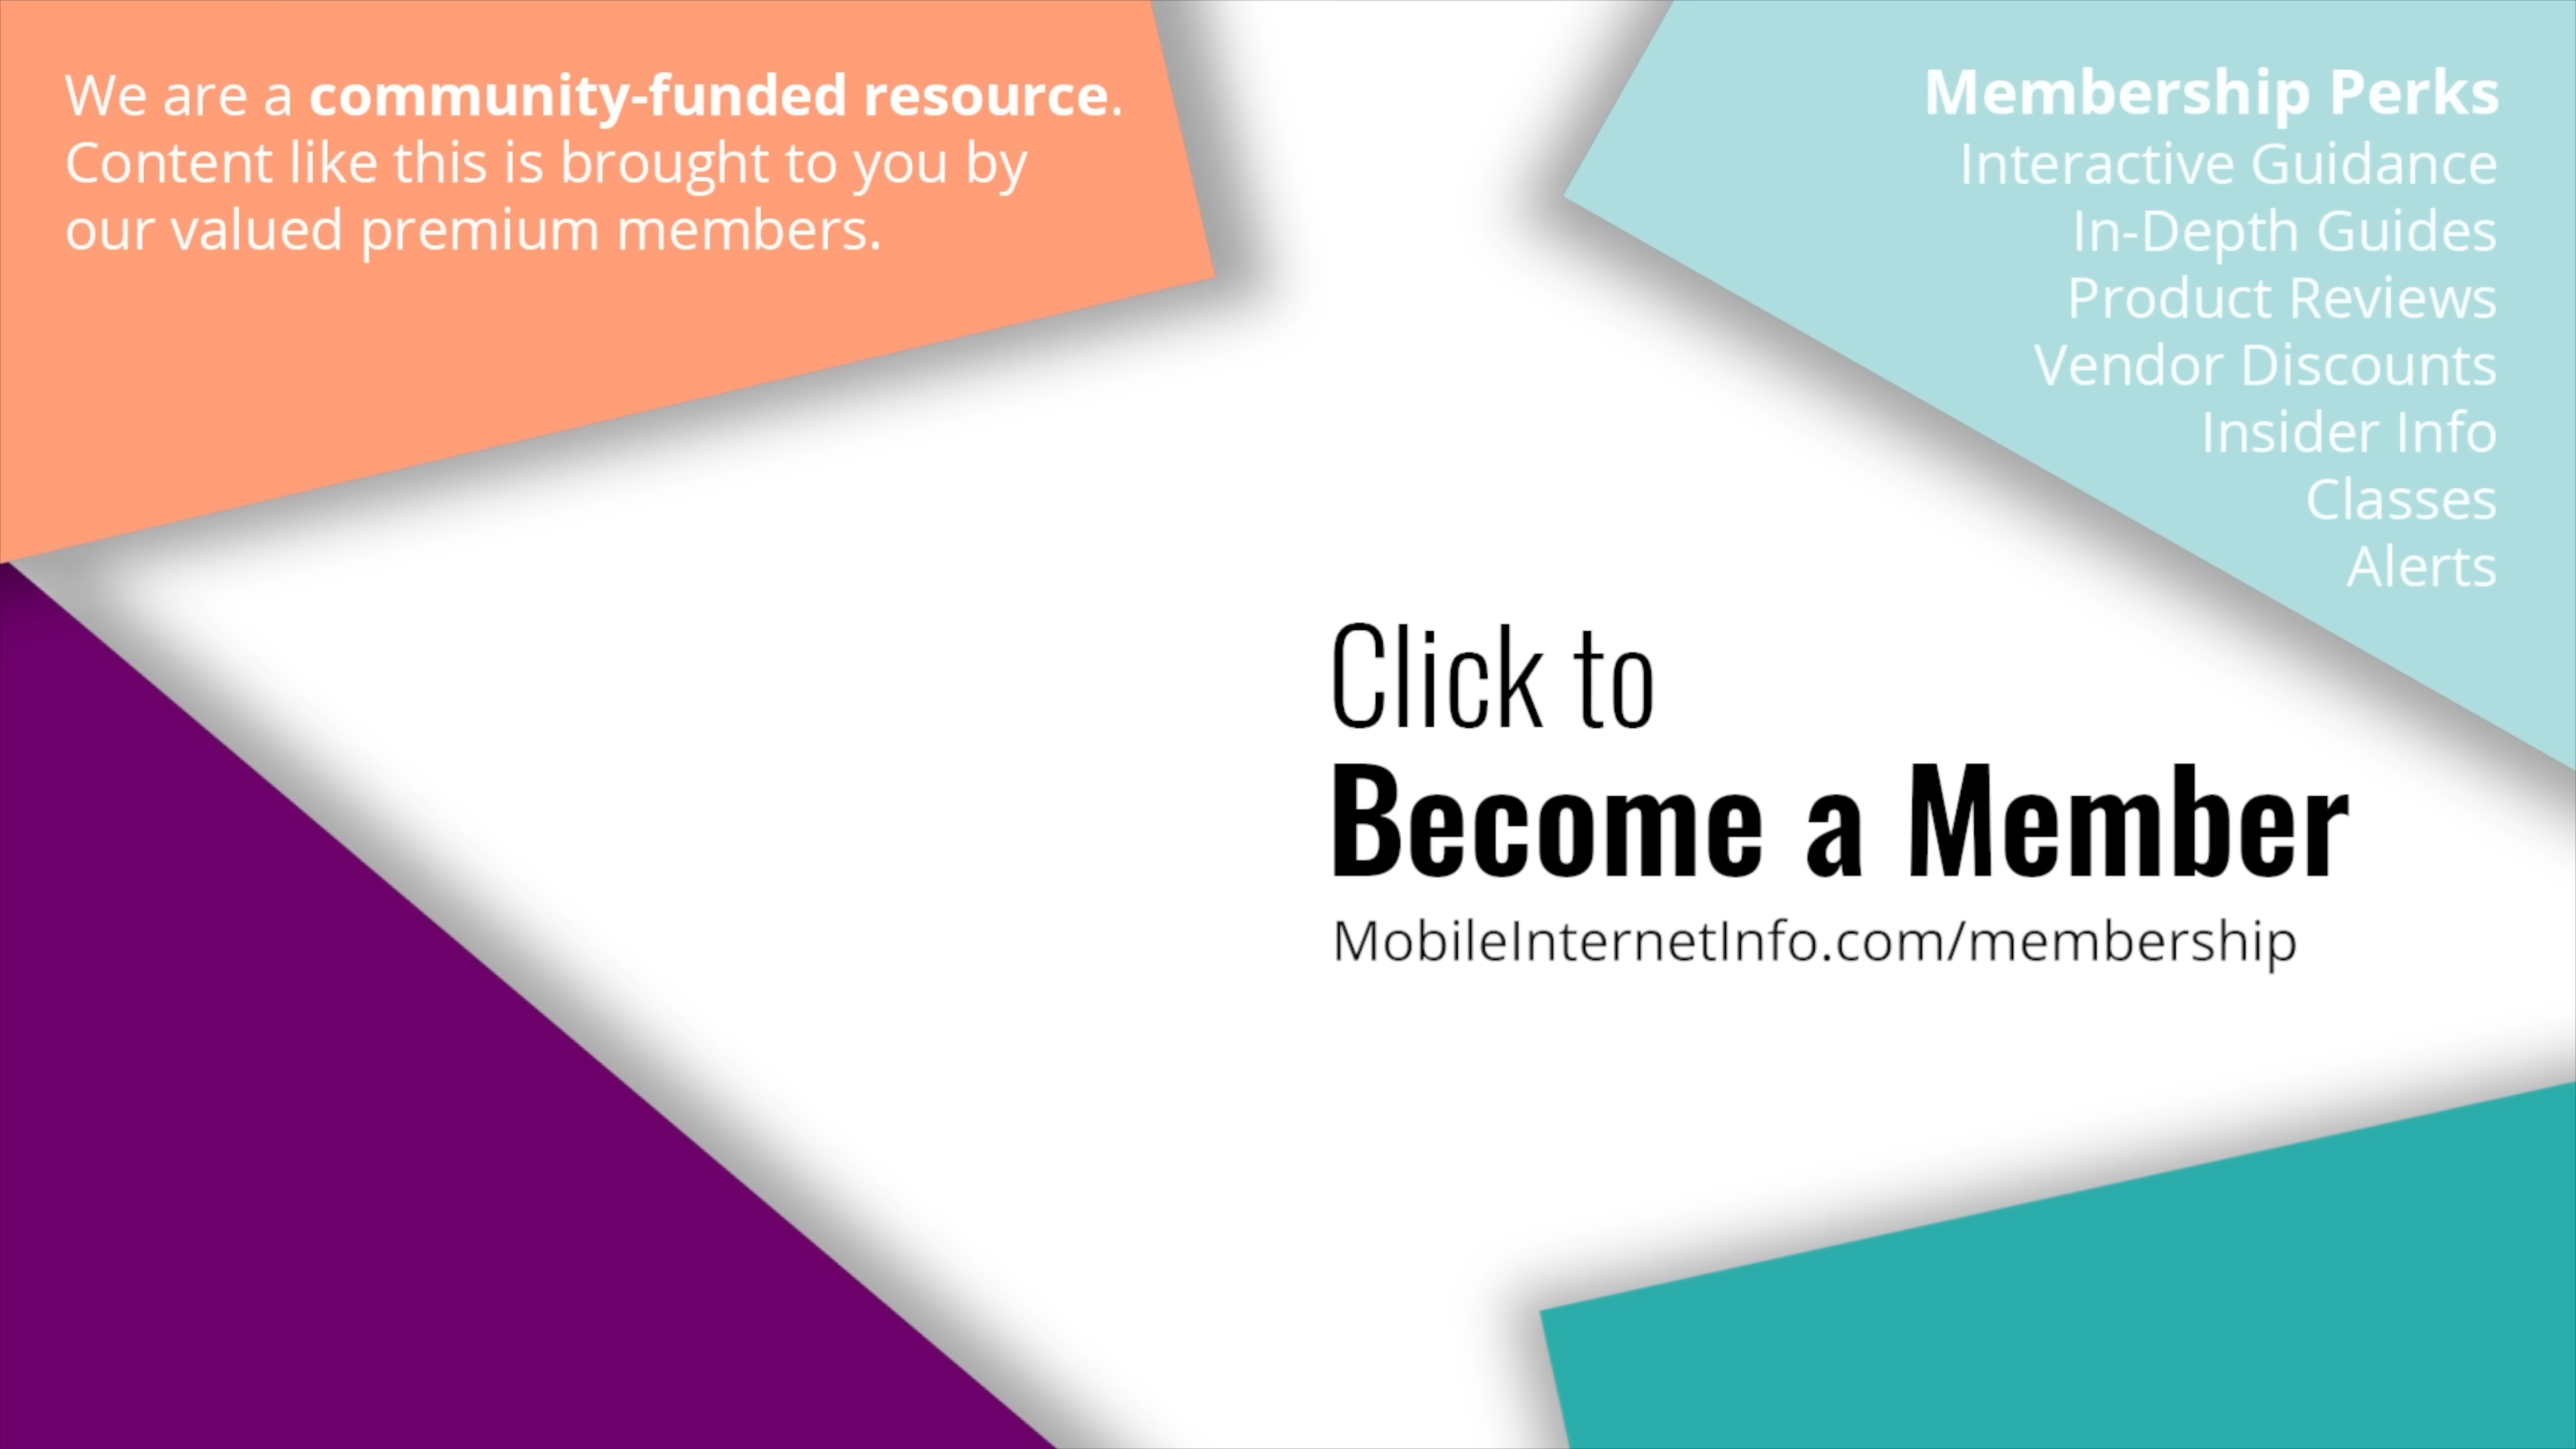 We are a community-funded resource.
Content like this is brought to you by
our valued premium members.
Membership Perks
Interactive Guidance
In-Depth Guides
Product Reviews
Vendor Discounts
Insider Info
Classes
Alerts
Click to
Become a Member
MobileInternetInfo.com/membership